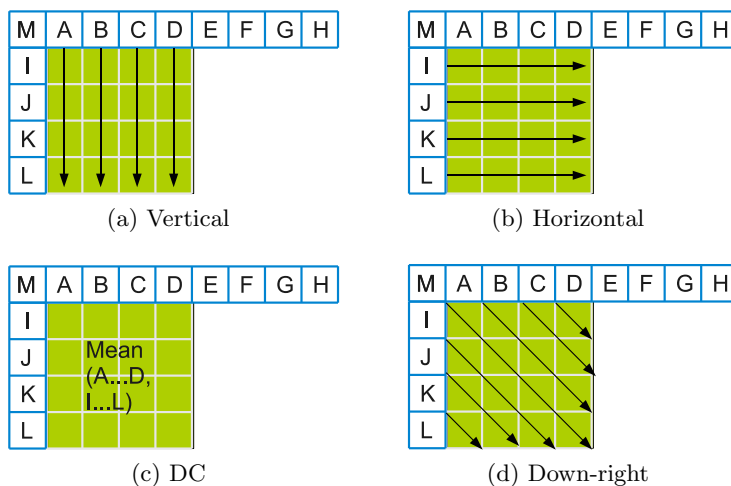 M A B C D E F G H
I
J
K
L
(a) Vertical
M A B C D E F G H
I
J
K
L
(b) Horizontal
M A B C D E F G H
I
J
K
L
Mean
(A...D,
I...L)
(c) DC
M A B C D E F G H
I
J
K
L
(d) Down-right